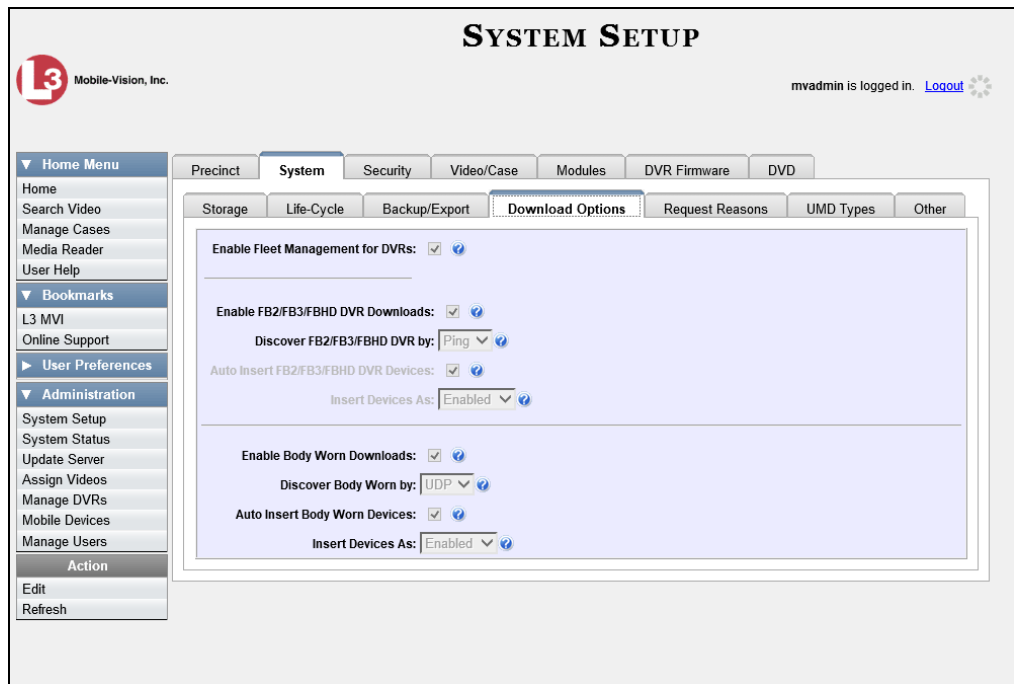 SYSTEM SETUP
L3 Mobile-Vision, Inc.
mvadmin is logged in. Logout
▼ Home Menu
Home
Search Video
Manage Cases
Media Reader
User Help
▼ Bookmarks
L3 MVI
Online Support
▶ User Preferences
▼ Administration
System Setup
System Status
Update Server
Assign Videos
Manage DVRs
Mobile Devices
Manage Users
Action
Edit
Refresh
Precinct System Security Video/Case Modules DVR Firmware DVD
Storage Life-Cycle Backup/Export Download Options Request Reasons UMD Types Other
Enable Fleet Management for DVRs: ?
Enable FB2/FB3/FBHD DVR Downloads: ?
Discover FB2/FB3/FBHD DVR by: Ping ?
Auto Insert FB2/FB3/FBHD DVR Devices: ?
Insert Devices As: Enabled ?
Enable Body Worn Downloads: ?
Discover Body Worn by: UDP ?
Auto Insert Body Worn Devices: ?
Insert Devices As: Enabled ?